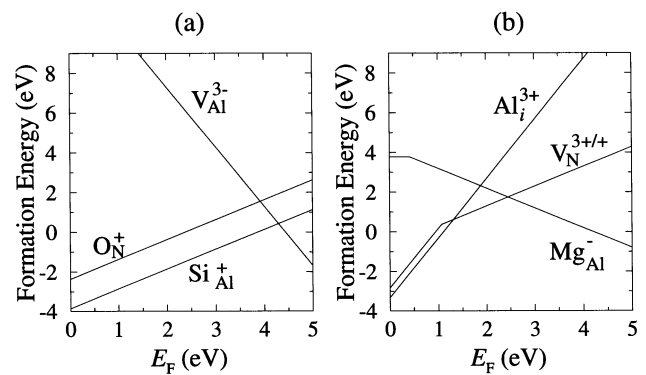 (a)
Formation Energy (eV)
8
6
4
2
0
-2
-4
V_Al^3-
O_N^+
Si_Al^+
0 1 2 3 4 5
E_F (eV)
(b)
Formation Energy (eV)
8
6
4
2
0
-2
-4
Al_i^3+
V_N^3+/+
Mg_Al^-
0 1 2 3 4 5
E_F (eV)